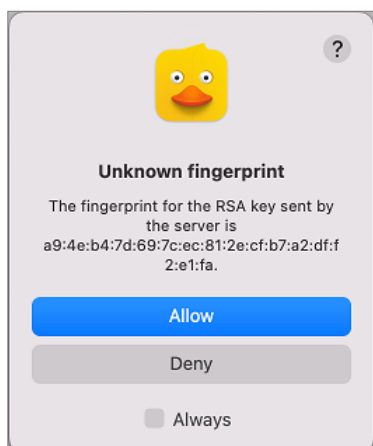 ?
Unknown fingerprint
The fingerprint for the RSA key sent by
the server is
a9:4e:b4:7d:69:7c:ec:81:2e:cf:b7:a2:df:f
2:e1:fa.
Allow
Deny
Always